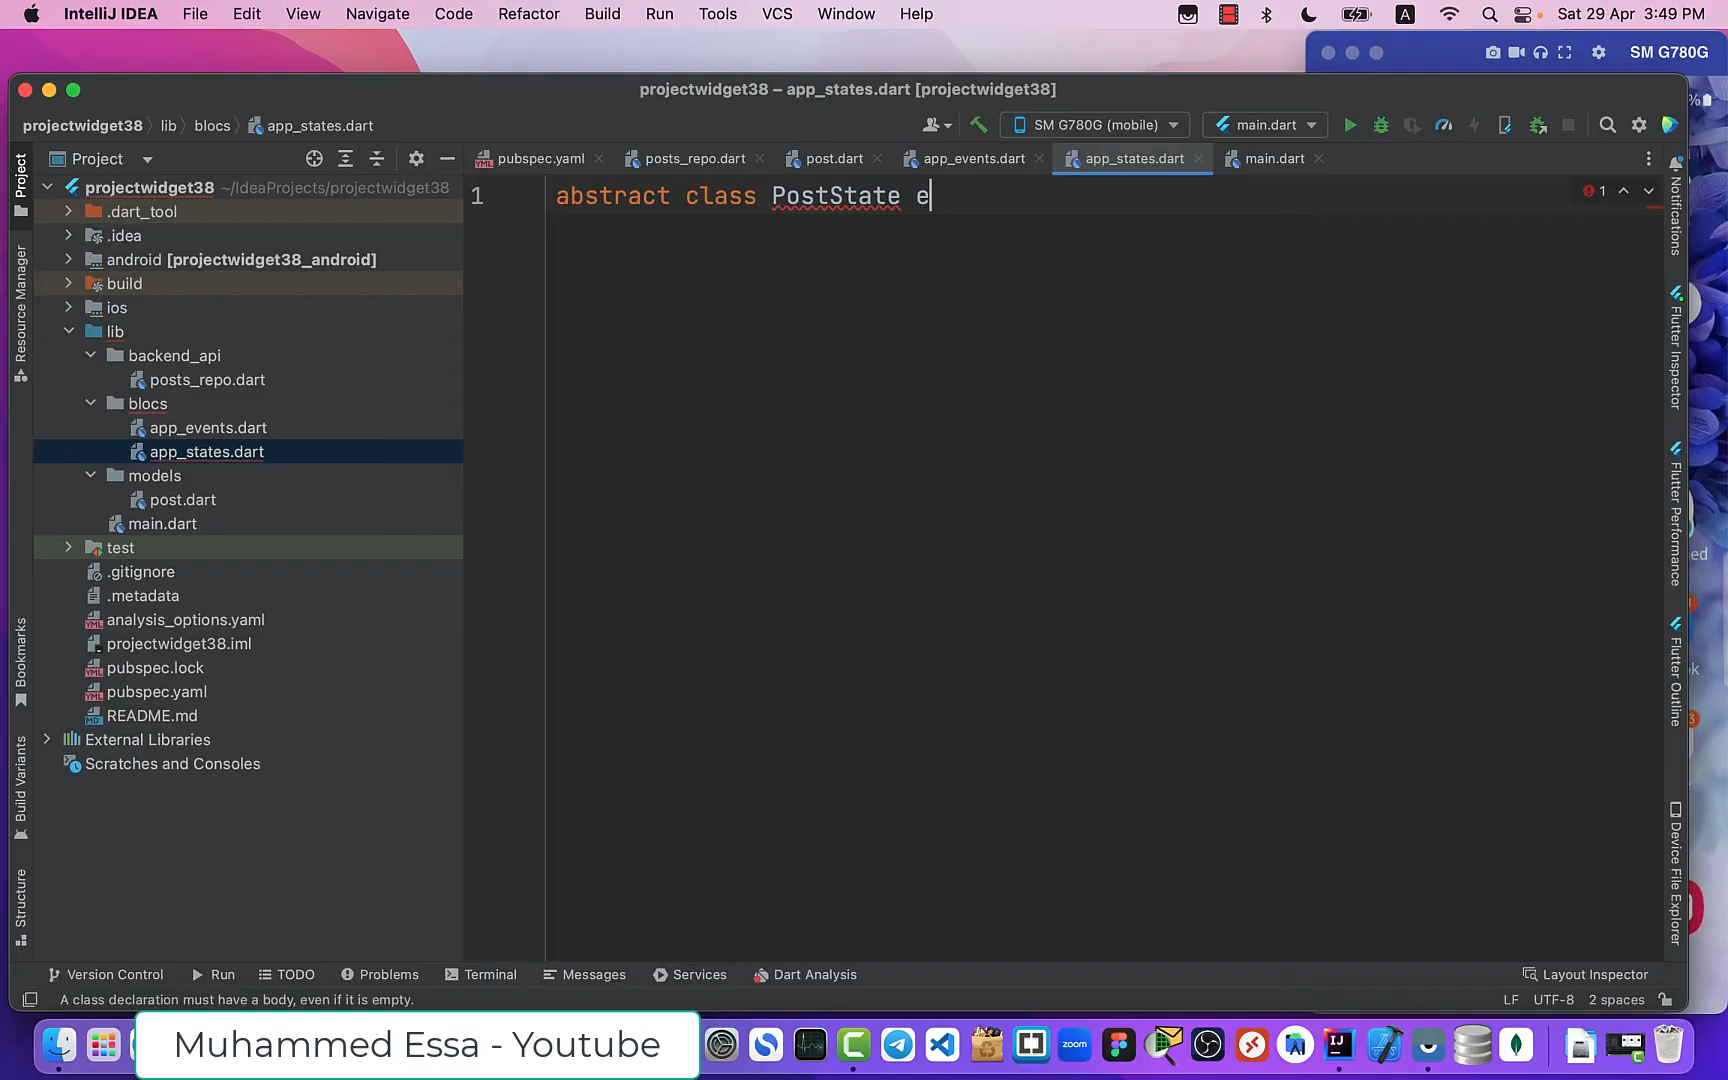 IntelliJ IDEA File Edit View Navigate Code Refactor Build Run Tools VCS Window Help A Sat 29 Apr 3:49 PM
SM G780G
projectwidget38 – app_states.dart [projectwidget38]
projectwidget38 lib blocs app_states.dart SM G780G (mobile) main.dart
Project pubspec.yaml posts_repo.dart post.dart app_events.dart app_states.dart main.dart
projectwidget38 ~/IdeaProjects/projectwidget38
1 abstract class PostState e
1
.dart_tool
.idea
android [projectwidget38_android]
build
ios
lib
backend_api
posts_repo.dart
blocs
app_events.dart
app_states.dart
models
post.dart
main.dart
test
.gitignore
.metadata
analysis_options.yaml
projectwidget38.iml
pubspec.lock
pubspec.yaml
README.md
External Libraries
Scratches and Consoles
Project
Resource Manager
Bookmarks
Build Variants
Structure
Notifications
Flutter Inspector
Flutter Performance
Flutter Outline
Device File Explorer
%
ed
k
3
Version Control Run TODO Problems Terminal Messages Services Dart Analysis Layout Inspector
A class declaration must have a body, even if it is empty. LF UTF-8 2 spaces
Muhammed Essa - Youtube
zoom
IJ